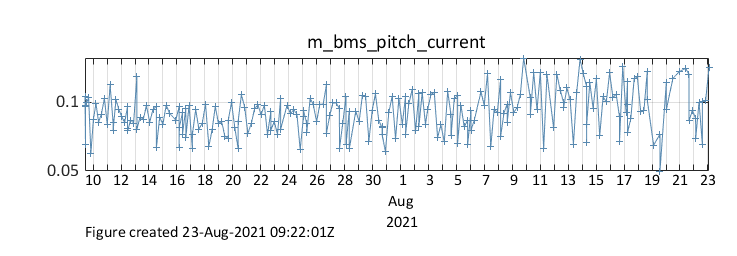 m_bms_pitch_current
0.1
0.05
10 12 14 16 18 20 22 24 26 28 30 1 3 5 7 9 11 13 15 17 19 21 23
Aug
2021
Figure created 23-Aug-2021 09:22:01Z